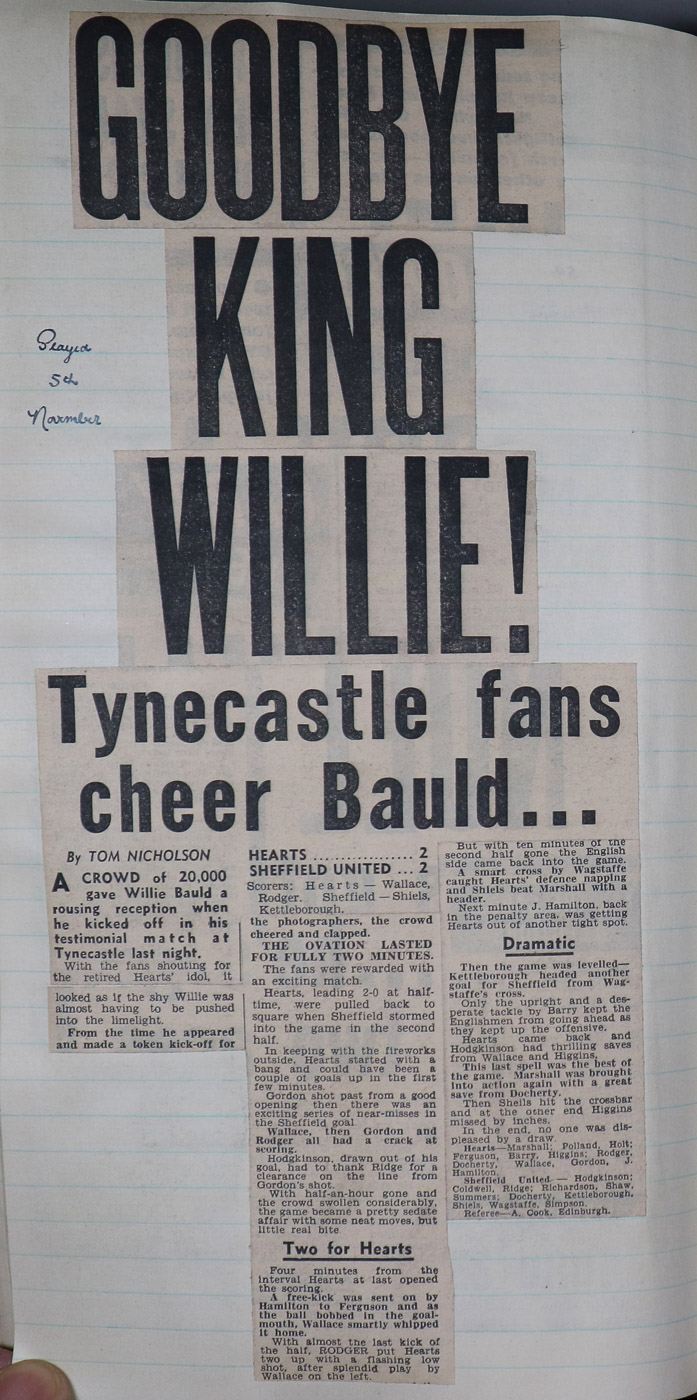 GOODBYE
KING
WILLIE!
Played
5th
November
Tynecastle fans
cheer Bauld...
By TOM NICHOLSON
A CROWD of 20,000
gave Willie Bauld a
rousing reception when
he kicked off in his
testimonial match at
Tynecastle last night.
With the fans shouting for
the retired Hearts' idol, it
looked as if the shy Willie was
almost having to be pushed
into the limelight.
From the time he appeared
and made a token kick-off for
HEARTS ................ 2
SHEFFIELD UNITED ... 2
Scorers: Hearts — Wallace,
Rodger. Sheffield — Shiels,
Kettleborough.
the photographers, the crowd
cheered and clapped.
THE OVATION LASTED
FOR FULLY TWO MINUTES.
The fans were rewarded with
an exciting match.
Hearts, leading 2-0 at half-
time, were pulled back to
square when Sheffield stormed
into the game in the second
half.
In keeping with the fireworks
outside, Hearts started with a
bang and could have been a
couple of goals up in the first
few minutes.
Gordon shot past from a good
opening then there was an
exciting series of near-misses in
the Sheffield goal.
Wallace, then Gordon and
Rodger all had a crack at
scoring.
Hodgkinson, drawn out of his
goal, had to thank Ridge for a
clearance on the line from
Gordon's shot.
With half-an-hour gone and
the crowd swollen considerably,
the game became a pretty sedate
affair with some neat moves, but
little real bite.
Two for Hearts
Four minutes from the
interval Hearts at last opened
the scoring.
A free-kick was sent on by
Hamilton to Ferguson and as
the ball bobbed in the goal-
mouth, Wallace smartly whipped
it home.
With almost the last kick of
the half, RODGER put Hearts
two up with a flashing low
shot, after splendid play by
Wallace on the left.
But with ten minutes of the
second half gone the English
side came back into the game.
A smart cross by Wagstaffe
caught Hearts' defence napping
and Shiels beat Marshall with a
header.
Next minute J. Hamilton, back
in the penalty area, was getting
Hearts out of another tight spot.
Dramatic
Then the game was levelled—
Kettleborough headed another
goal for Sheffield from Wag-
staffe's cross.
Only the upright and a des-
perate tackle by Barry kept the
Englishmen from going ahead as
they kept up the offensive.
Hearts came back and
Hodgkinson had thrilling saves
from Wallace and Higgins.
This last spell was the best of
the game. Marshall was brought
into action again with a great
save from Docherty.
Then Shells hit the crossbar
and at the other end Higgins
missed by inches.
In the end, no one was dis-
pleased by a draw.
Hearts—Marshall; Polland, Holt;
Ferguson, Barry, Higgins; Rodger,
Docherty, Wallace, Gordon, J.
Hamilton.
Sheffield United — Hodgkinson;
Coldwell, Ridge; Richardson, Shaw,
Summers; Docherty, Kettleborough,
Shiels, Wagstaffe, Simpson.
Referee—A. Cook, Edinburgh.